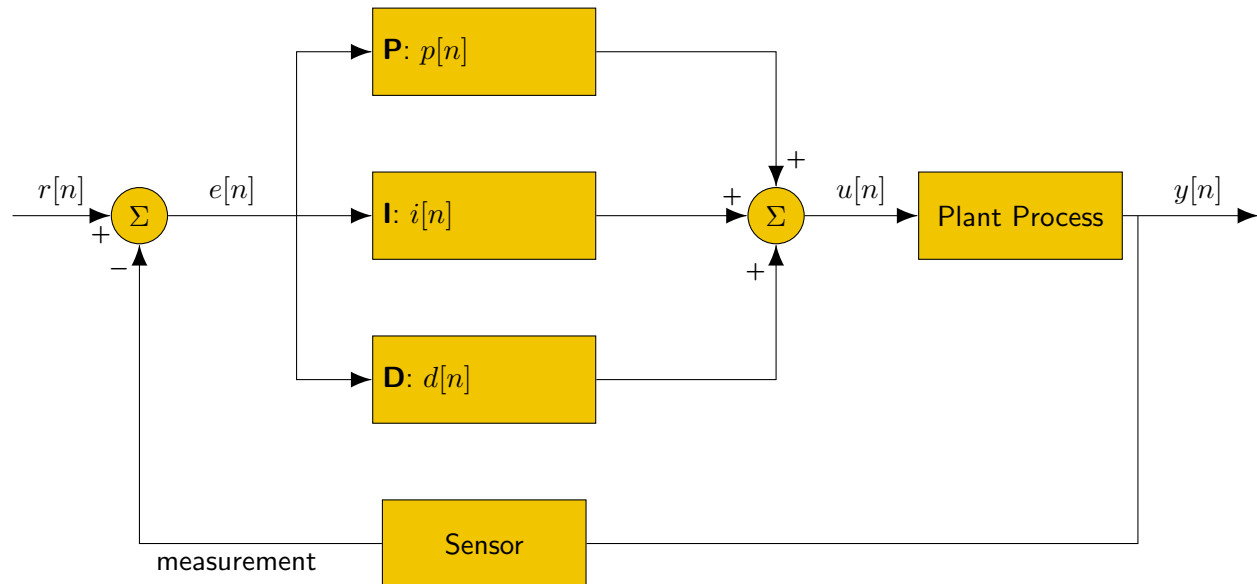 P: p[n]
r[n]
Σ
e[n]
I: i[n]
Σ
u[n]
Plant Process
y[n]
+
−
+
+
+
D: d[n]
measurement
Sensor